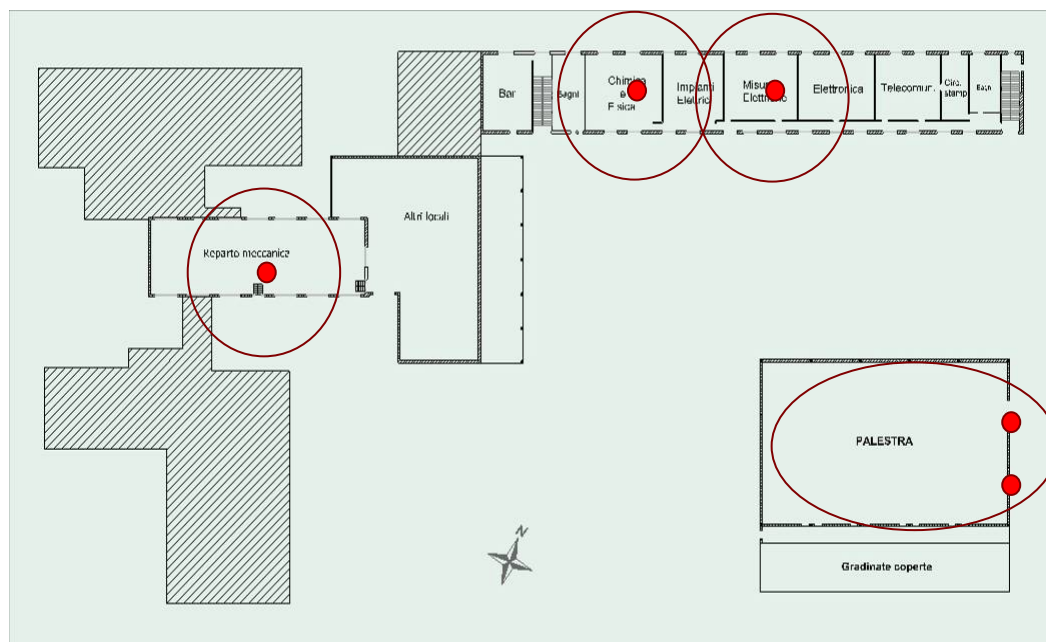 Bar
Bagni
Chimica
e
Fisica
Impianti
Elettrici
Misure
Elettriche
Elettronica
Telecomun.
Circ.
stamp
Bagni
Altri locali
Reparto meccanica
PALESTRA
N
Gradinate coperte